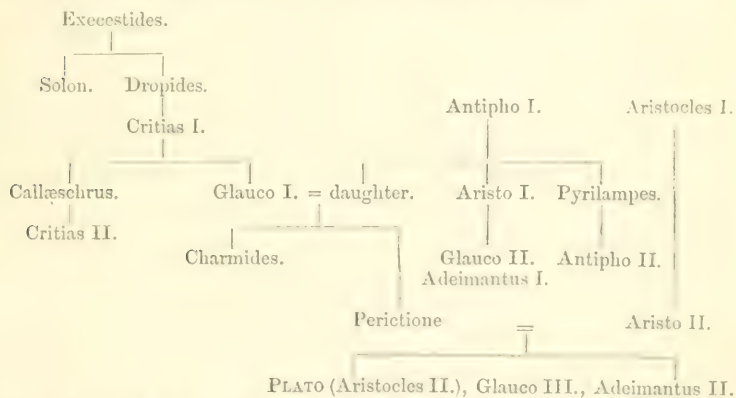 Execestides.
Solon. Dropides.
Critias I. Antipho I. Aristocles I.
Callæschrus. Glauco I. = daughter. Aristo I. Pyrilampes.
Critias II.
Charmides. Glauco II. Antipho II.
Adeimantus I.
Perictione = Aristo II.
PLATO (Aristocles II.), Glauco III., Adeimantus II.